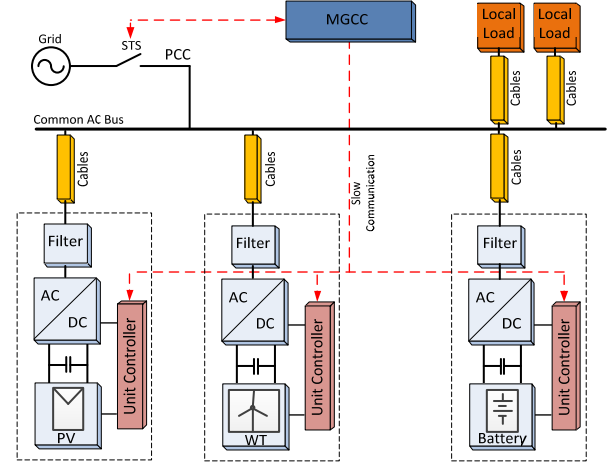 MGCC
Local
Load
Local
Load
Grid
STS
PCC
Cables
Cables
Common AC Bus
Cables
Cables
Slow
Communication
Cables
Filter
Filter
Filter
AC
DC
AC
DC
AC
DC
Unit Controller
Unit Controller
Unit Controller
PV
WT
Battery